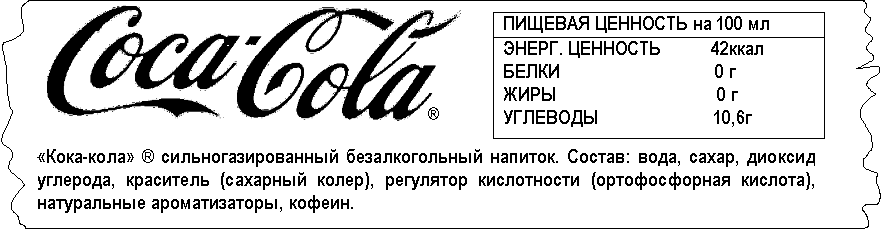 Coca-Cola ®
ПИЩЕВАЯ ЦЕННОСТЬ на 100 мл
ЭНЕРГ. ЦЕННОСТЬ 42ккал
БЕЛКИ 0 г
ЖИРЫ 0 г
УГЛЕВОДЫ 10,6г
«Кока-кола» ® сильногазированный безалкогольный напиток. Состав: вода, сахар, диоксид
углерода, краситель (сахарный колер), регулятор кислотности (ортофосфорная кислота),
натуральные ароматизаторы, кофеин.